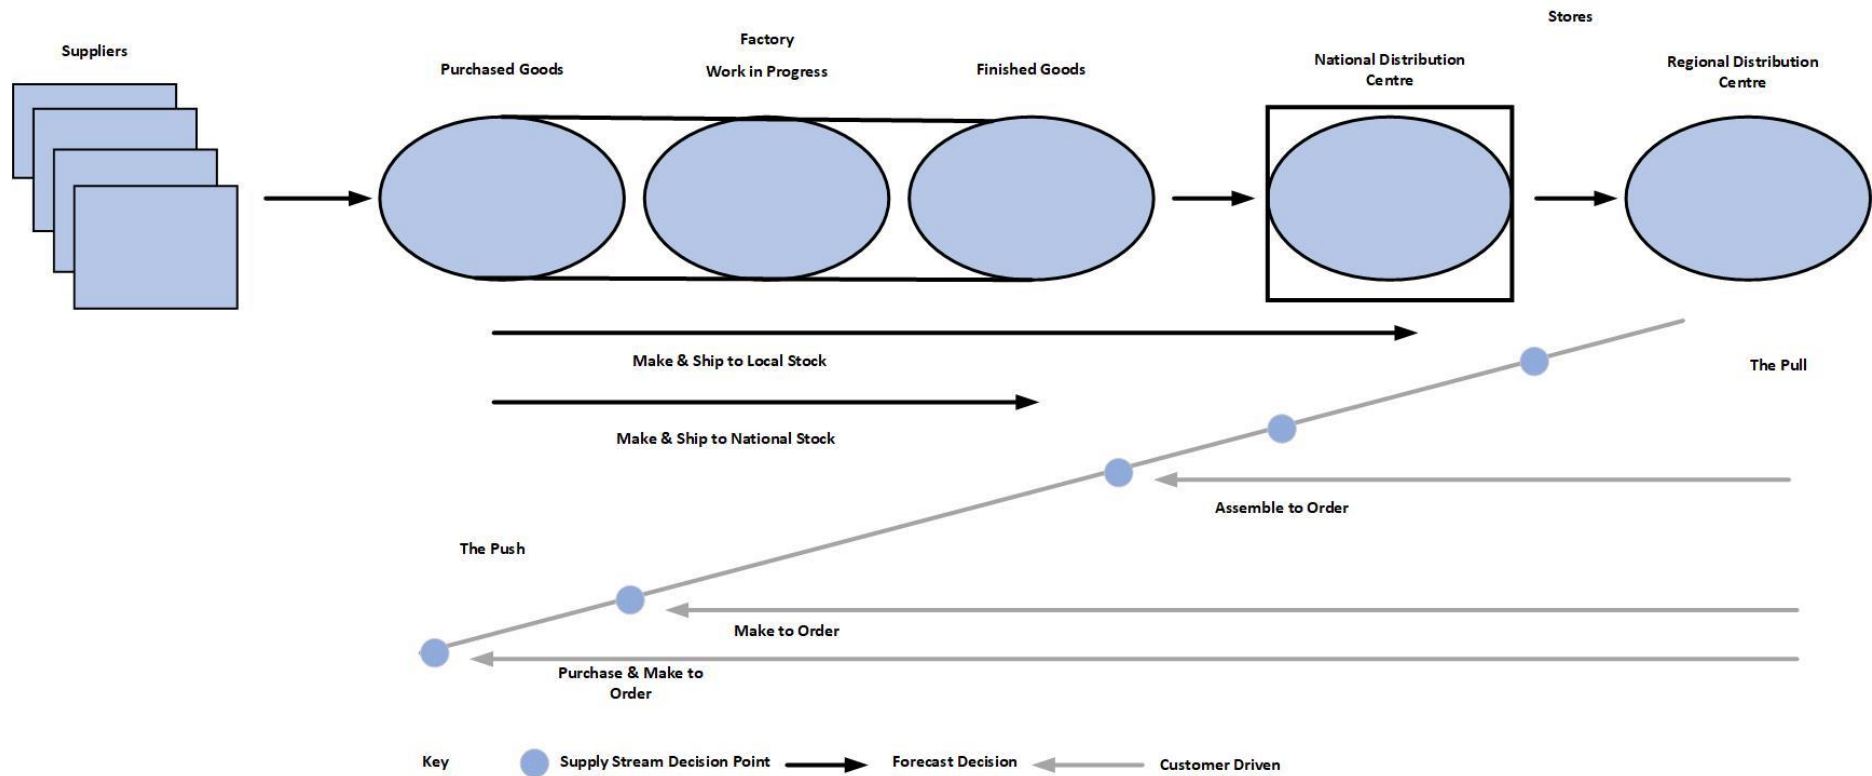 Stores
Suppliers
Factory
Purchased Goods
Work in Progress
Finished Goods
National Distribution
Centre
Regional Distribution
Centre
Make & Ship to Local Stock
The Pull
Make & Ship to National Stock
Assemble to Order
The Push
Make to Order
Purchase & Make to
Order
Key
Supply Stream Decision Point
Forecast Decision
Customer Driven